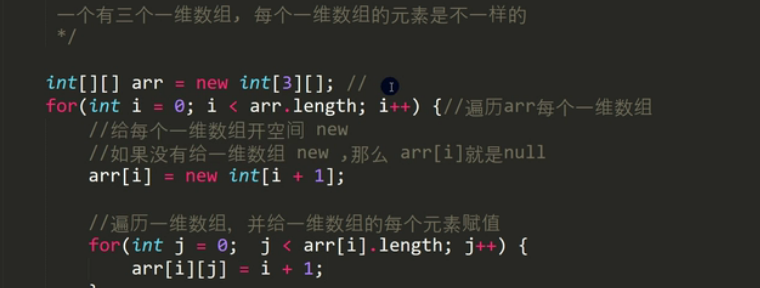 一个有三个一维数组, 每个一维数组的元素是不一样的
*/
int[][] arr = new int[3][]; //
for(int i = 0; i < arr.length; i++) {//遍历arr每个一维数组
//给每个一维数组开空间 new
//如果没有给一维数组 new ,那么 arr[i]就是null
arr[i] = new int[i + 1];
//遍历一维数组, 并给一维数组的每个元素赋值
for(int j = 0;  j < arr[i].length; j++) {
arr[i][j] = i + 1;
}